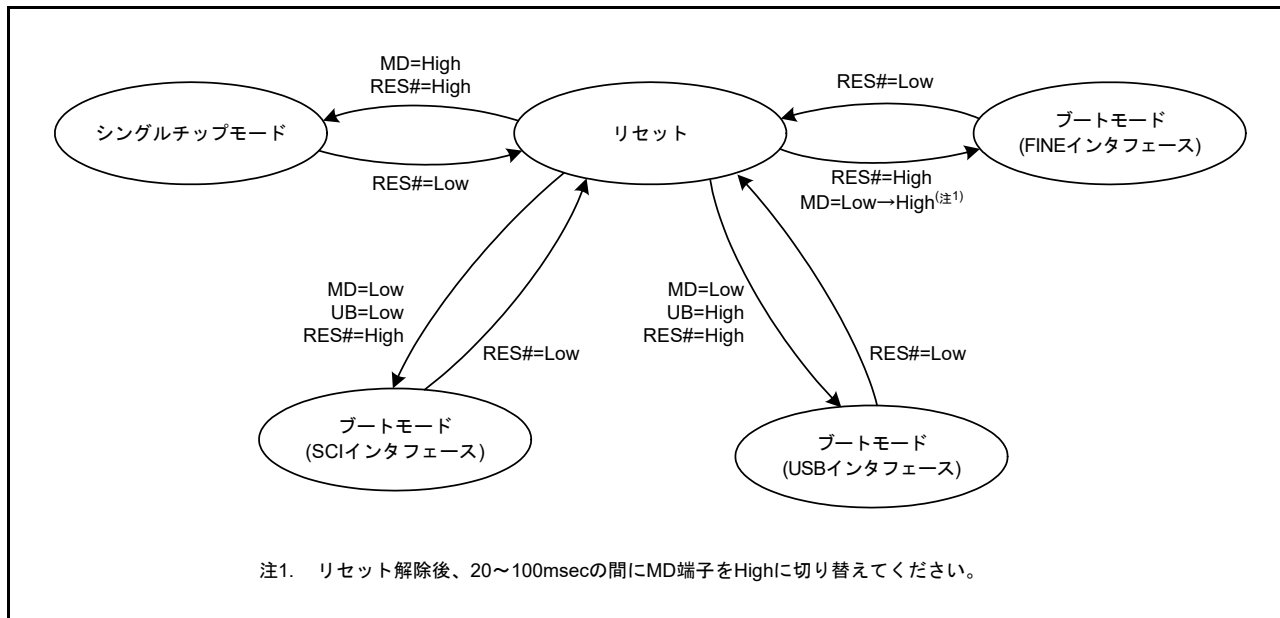 MD=High
RES#=High
RES#=Low
シングルチップモード
リセット
ブートモード
(FINEインタフェース)
RES#=Low
RES#=High
MD=Low→High(注1)
MD=Low
UB=Low
RES#=High
RES#=Low
MD=Low
UB=High
RES#=High
RES#=Low
ブートモード
(SCIインタフェース)
ブートモード
(USBインタフェース)
注1. リセット解除後、20～100msecの間にMD端子をHighに切り替えてください。